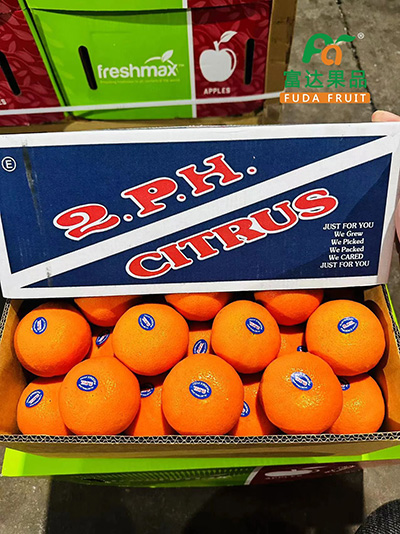 freshmax
APPLES
富达果品
FUDA FRUIT
E
2.P.H.
CITRUS
JUST FOR YOU
We Grew
We Picked
We Packed
We CARED
JUST FOR YOU